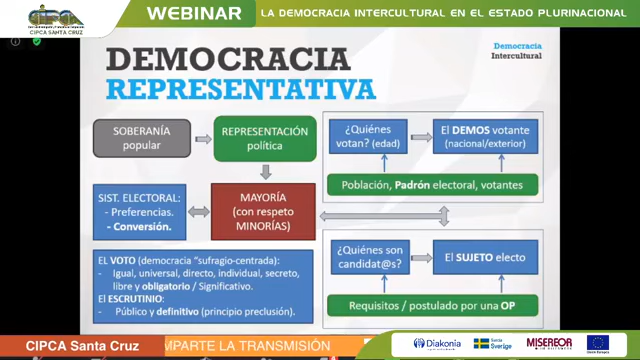 CIPCA
CIPCA SANTA CRUZ
WEBINAR
LA DEMOCRACIA INTERCULTURAL EN EL ESTADO PLURINACIONAL
DEMOCRACIA
REPRESENTATIVA
Democracia
Intercultural
SOBERANÍA
popular
REPRESENTACIÓN
política
SIST. ELECTORAL:
- Preferencias.
- Conversión.
MAYORÍA
(con respeto
MINORÍAS)
EL VOTO (democracia "sufragio-centrada):
- Igual, universal, directo, individual, secreto,
libre y obligatorio / Significativo.
El ESCRUTINIO:
- Público y definitivo (principio preclusión).
¿Quiénes
votan? (edad)
El DEMOS votante
(nacional/exterior)
Población, Padrón electoral, votantes
¿Quiénes son
candidat@s?
El SUJETO electo
Requisitos / postulado por una OP
CIPCA Santa Cruz
MPARTE LA TRANSMISIÓN
Diakonia
Suecia
Sverige
MISEREOR